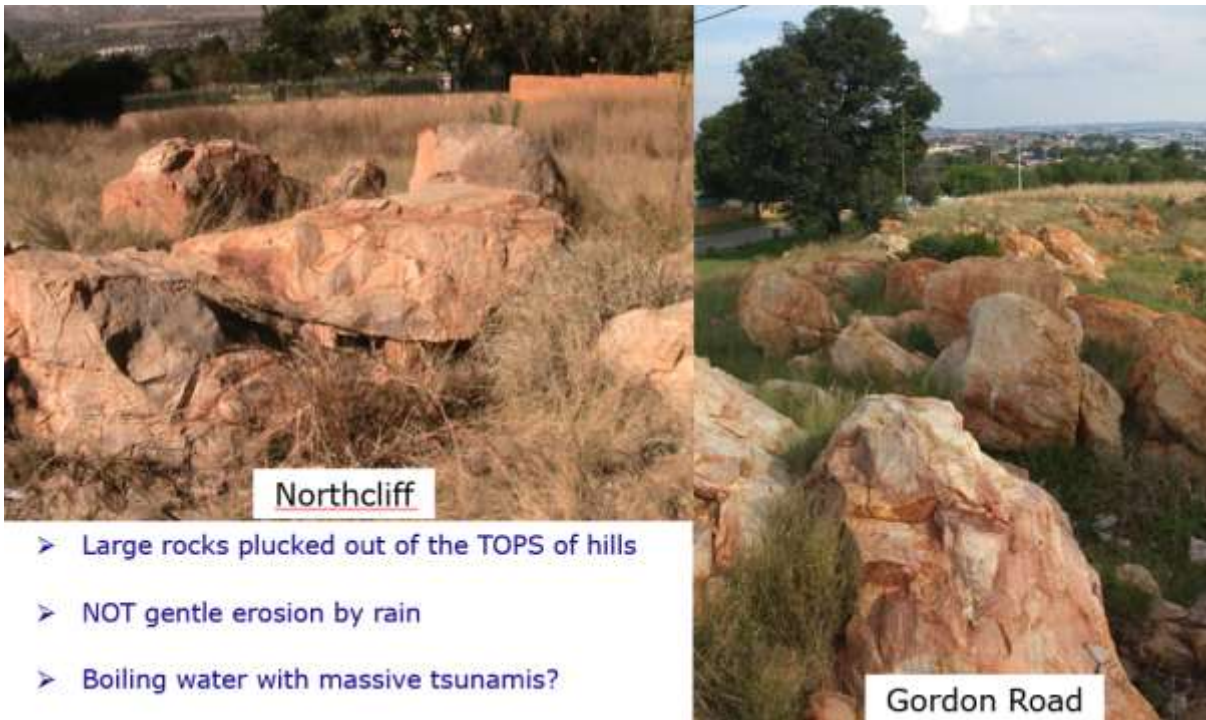 Northcliff
➤ Large rocks plucked out of the TOPS of hills
➤ NOT gentle erosion by rain
➤ Boiling water with massive tsunamis?
Gordon Road